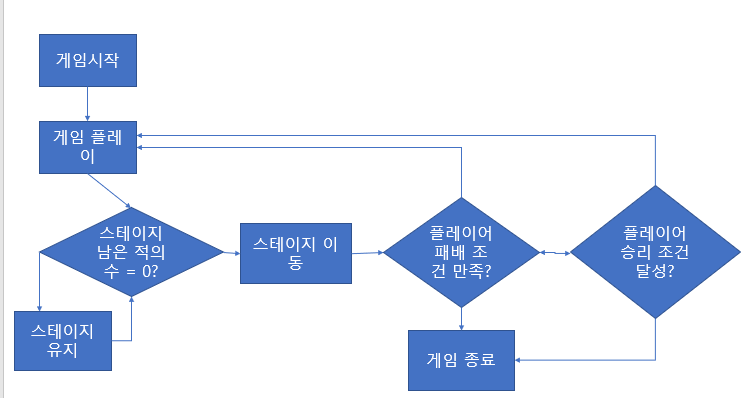 게임시작
게임 플레
이
스테이지
남은 적의
수 = 0?
스테이지
유지
스테이지 이
동
플레이어
패배 조
건 만족?
플레이어
승리 조건
달성?
게임 종료